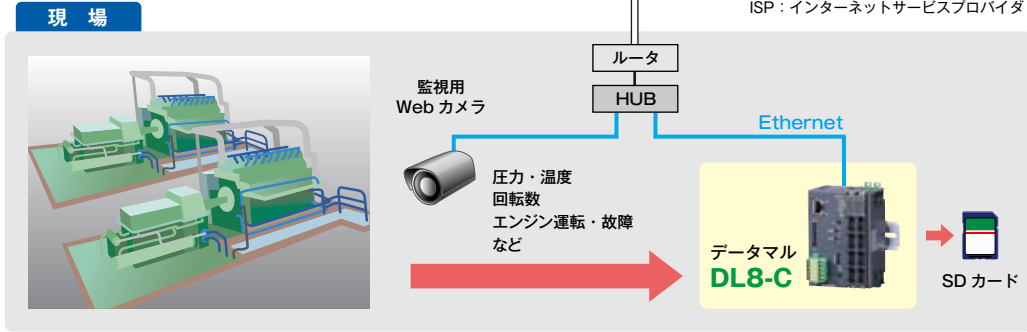 ISP：インターネットサービスプロバイダ
現 場
ルータ
HUB
監視用
Web カメラ
Ethernet
圧力・温度
回転数
エンジン運転・故障
など
データマル
DL8-C
SD カード